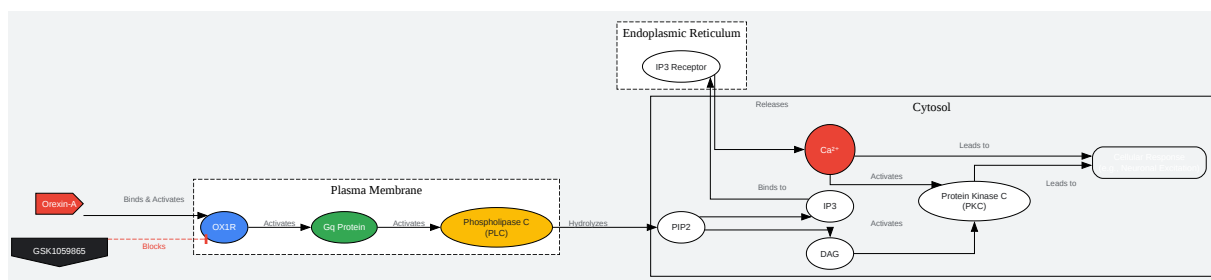 Endoplasmic Reticulum
IP3 Receptor
Releases
Cytosol
Ca²⁺
Leads to
Activates
Leads to
Protein Kinase C
(PKC)
Binds to
IP3
Activates
DAG
PIP2
Hydrolyzes
Plasma Membrane
Orexin-A
Binds & Activates
OX1R
Activates
Gq Protein
Activates
Phospholipase C
(PLC)
GSK1059865
Blocks